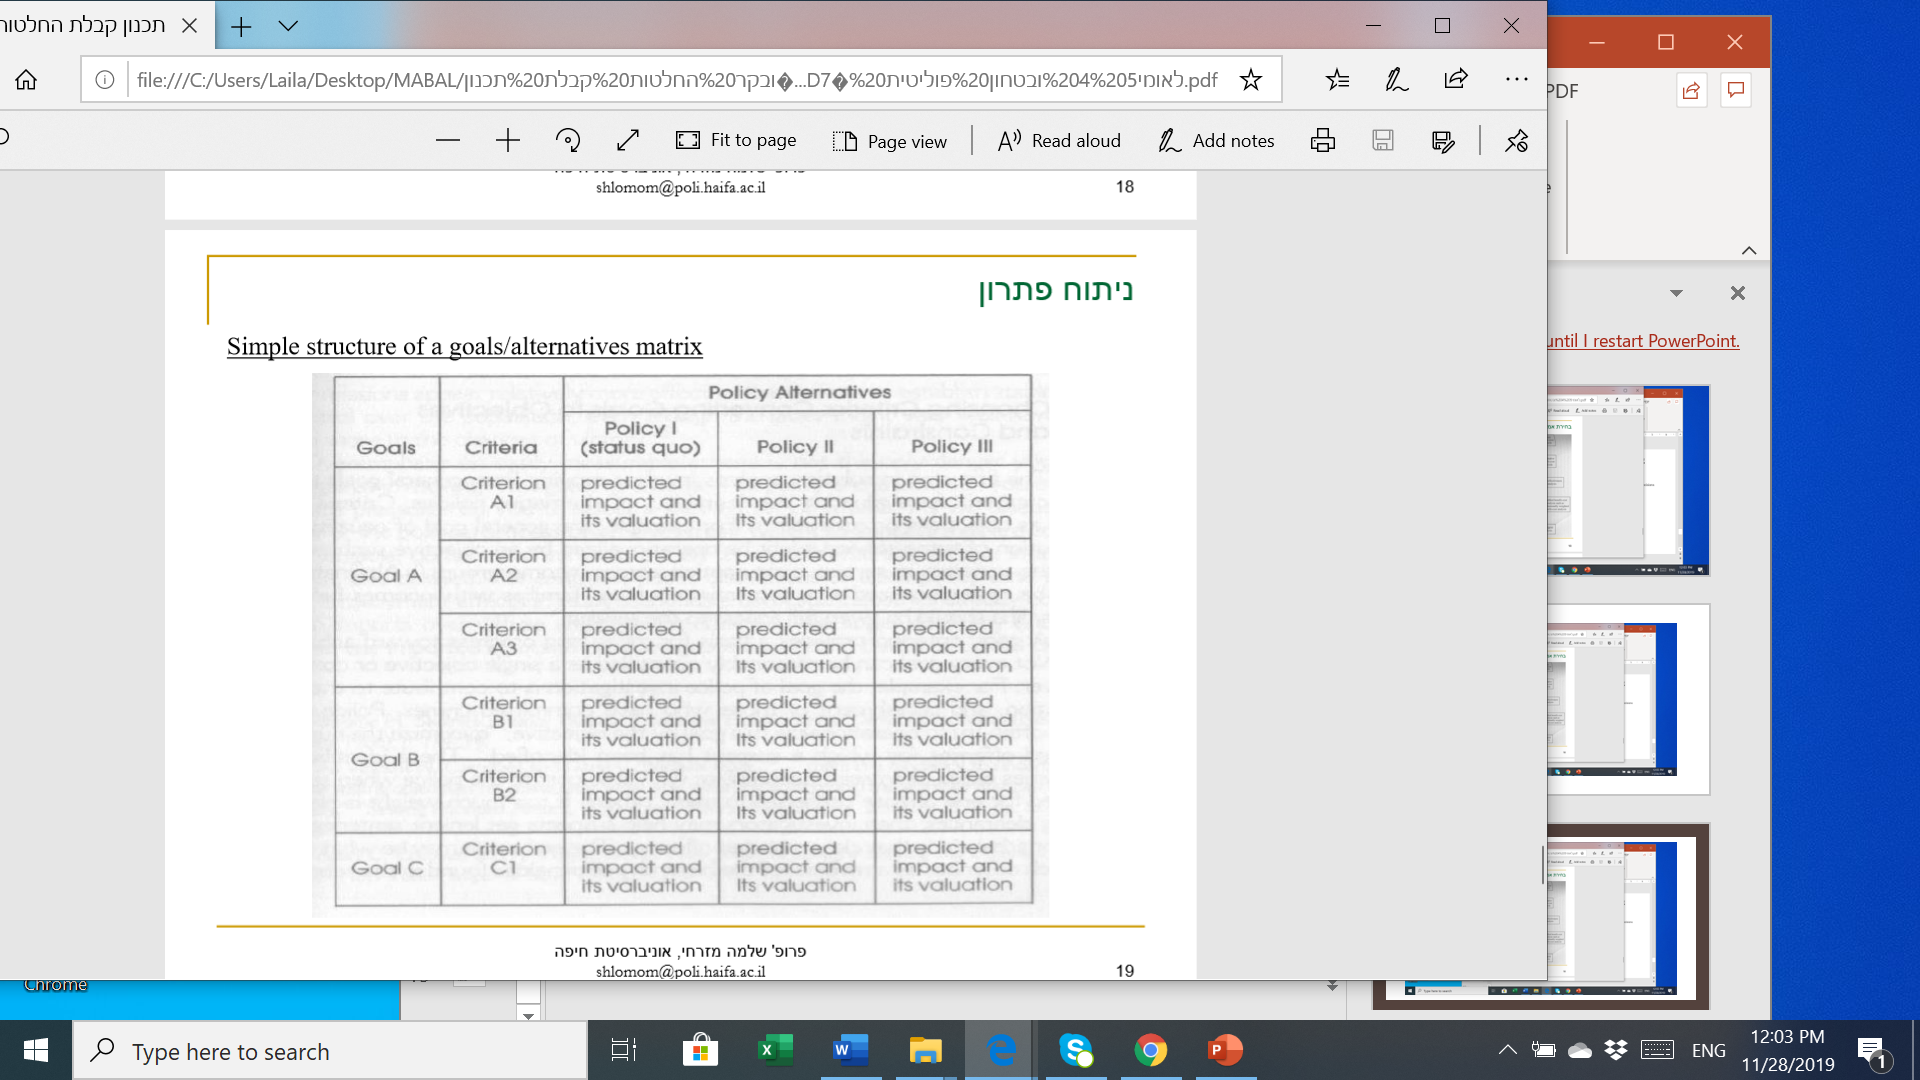 תכנון קבלת החלטות
file:///C:/Users/Laila/Desktop/MABAL/תכנון%20קבלת%20החלטות%20ובקר�...D7�%20פוליטית%20ובטחון%204%205לאומי.pdf
PDF
Fit to page
Page view
Read aloud
Add notes
shlomom@poli.haifa.ac.il
18
ניתוח פתרון
Simple structure of a goals/alternatives matrix
Policy Alternatives
Goals
Criteria
Policy I
(status quo)
Policy II
Policy III
Goal A
Criterion
A1
predicted
impact and
its valuation
predicted
impact and
its valuation
predicted
impact and
its valuation
Criterion
A2
predicted
impact and
its valuation
predicted
impact and
its valuation
predicted
impact and
its valuation
Criterion
A3
predicted
impact and
its valuation
predicted
impact and
its valuation
predicted
impact and
its valuation
Goal B
Criterion
B1
predicted
impact and
its valuation
predicted
impact and
its valuation
predicted
impact and
its valuation
Criterion
B2
predicted
impact and
its valuation
predicted
impact and
its valuation
predicted
impact and
its valuation
Goal C
Criterion
C1
predicted
impact and
its valuation
predicted
impact and
its valuation
predicted
impact and
its valuation
פרופ' שלמה מזרחי, אוניברסיטת חיפה
shlomom@poli.haifa.ac.il
19
until I restart PowerPoint.
Chrome
Type here to search
ENG
12:03 PM
11/28/2019
1